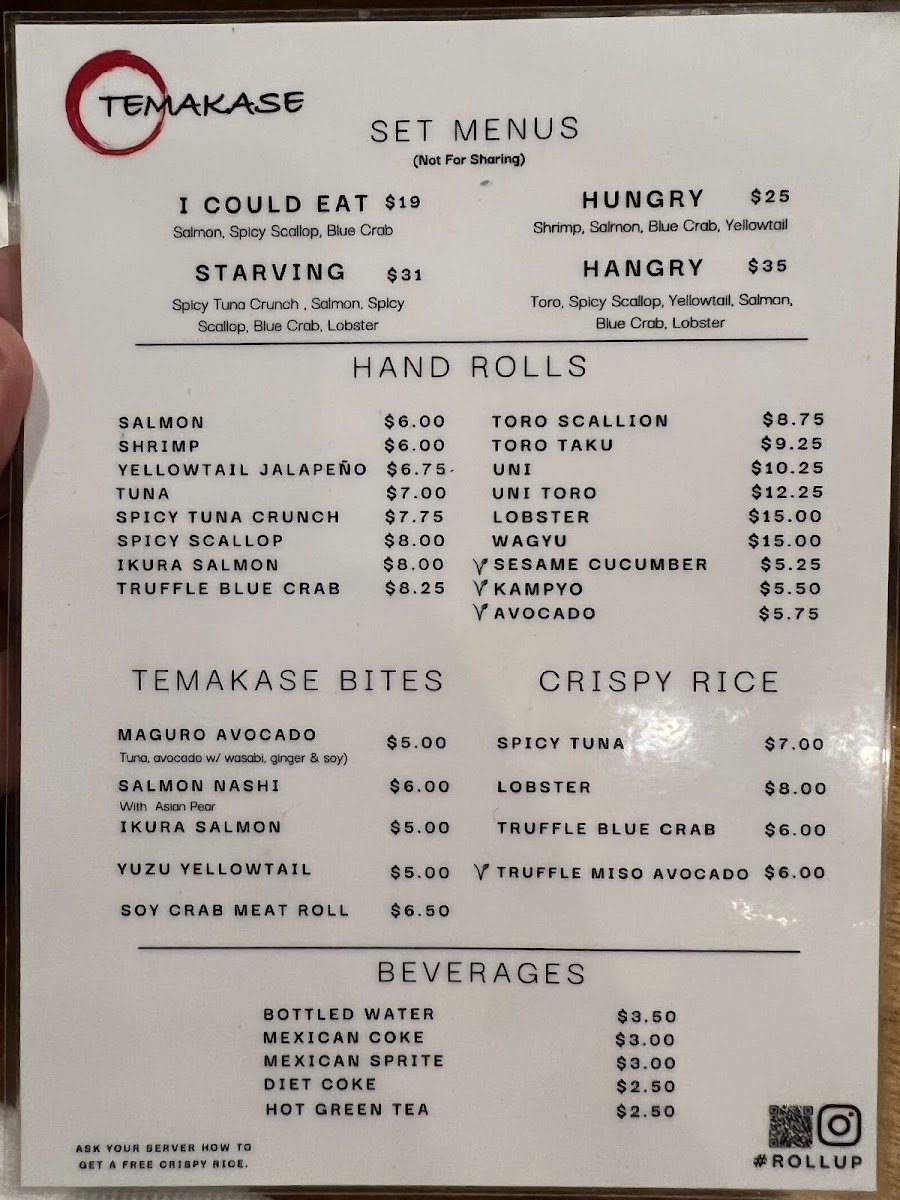 TEMAKASE
SET MENUS
(Not For Sharing)
I COULD EAT $19
Salmon, Spicy Scallop, Blue Crab
HUNGRY $25
Shrimp, Salmon, Blue Crab, Yellowtail
STARVING $31
Spicy Tuna Crunch , Salmon, Spicy
Scallop, Blue Crab, Lobster
HANGRY $35
Toro, Spicy Scallop, Yellowtail, Salman,
Blue Crab, Lobster
HAND ROLLS
SALMON $6.00
SHRIMP $6.00
YELLOWTAIL JALAPEÑO $6.75
TUNA $7.00
SPICY TUNA CRUNCH $7.75
SPICY SCALLOP $8.00
IKURA SALMON $8.00
TRUFFLE BLUE CRAB $8.25
TORO SCALLION $8.75
TORO TAKU $9.25
UNI $10.25
UNI TORO $12.25
LOBSTER $15.00
WAGYU $15.00
SESAME CUCUMBER $5.25
KAMPYO $5.50
AVOCADO $5.75
TEMAKASE BITES
MAGURO AVOCADO $5.00
Tuna, avocado w/ wasabi, ginger & soy)
SALMON NASHI $6.00
With Asian Pear
IKURA SALMON $5.00
YUZU YELLOWTAIL $5.00
SOY CRAB MEAT ROLL $6.50
CRISPY RICE
SPICY TUNA $7.00
LOBSTER $8.00
TRUFFLE BLUE CRAB $6.00
TRUFFLE MISO AVOCADO $6.00
BEVERAGES
BOTTLED WATER $3.50
MEXICAN COKE $3.00
MEXICAN SPRITE $3.00
DIET COKE $2.50
HOT GREEN TEA $2.50
ASK YOUR SERVER HOW TO
GET A FREE CRISPY RICE.
#ROLLUP